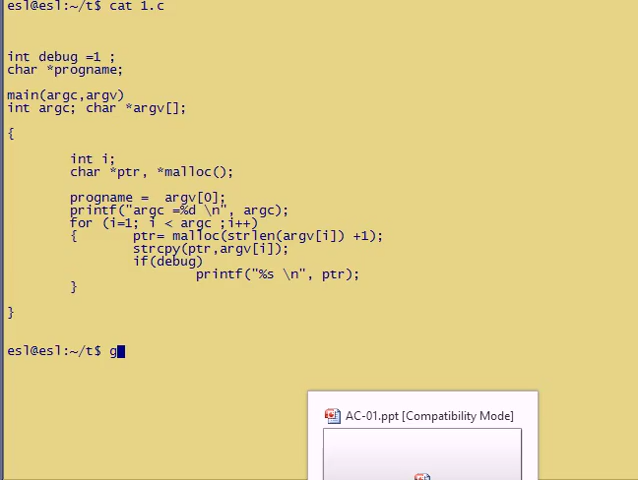 esl@esl:~/t$ cat 1.c
int debug =1 ;
char *progname;
main(argc,argv)
int argc; char *argv[];
{
int i;
char *ptr, *malloc();
progname =  argv[0];
printf("argc =%d \n", argc);
for (i=1; i < argc ;i++)
{       ptr= malloc(strlen(argv[i]) +1);
strcpy(ptr,argv[i]);
if(debug)
printf("%s \n", ptr);
}
}
esl@esl:~/t$ g
AC-01.ppt [Compatibility Mode]